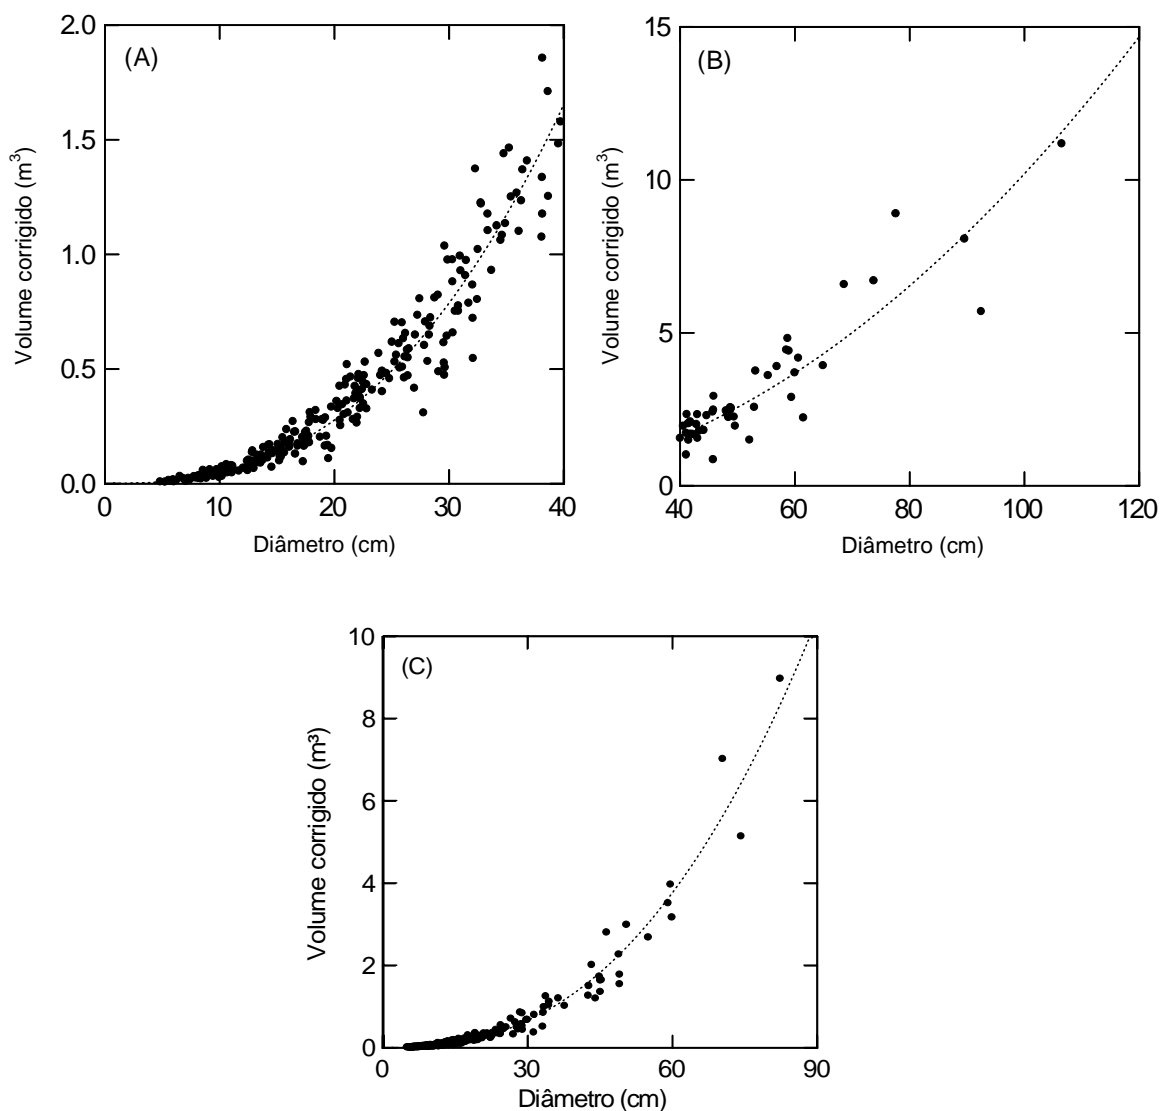 (A)
2.0
1.5
1.0
0.5
0.0
Volume corrigido (m3)
0 10 20 30 40
Diâmetro (cm)
(B)
15
10
5
0
Volume corrigido (m3)
40 60 80 100 120
Diâmetro (cm)
(C)
10
8
6
4
2
0
Volume corrigido (m³)
0 30 60 90
Diâmetro (cm)